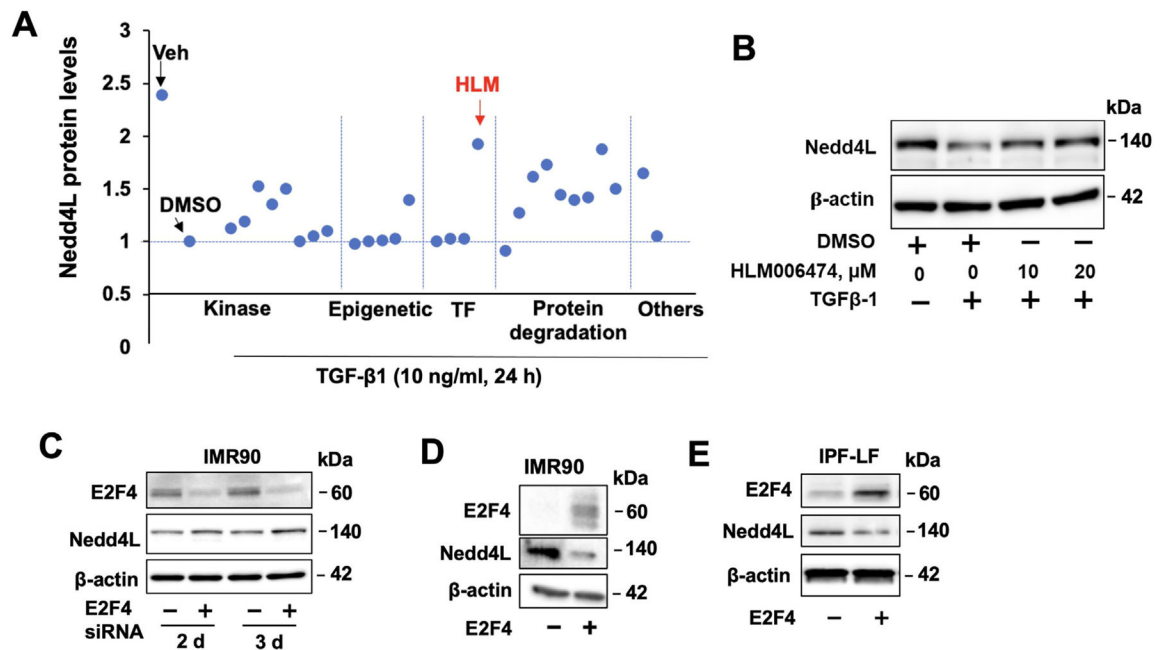 A
Nedd4L protein levels
3
2.5
2
1.5
1
0.5
0
Veh
DMSO
HLM
Kinase
Epigenetic
TF
Protein
degradation
Others
TGF-β1 (10 ng/ml, 24 h)
B
kDa
Nedd4L
– 140
β-actin
– 42
DMSO + + – –
HLM006474, μM 0 0 10 20
TGFβ-1 – + + +
C
IMR90
kDa
E2F4
– 60
Nedd4L
– 140
β-actin
– 42
E2F4 – + – +
siRNA
2 d 3 d
D
IMR90
kDa
E2F4
– 60
Nedd4L
– 140
β-actin
– 42
E2F4 – +
E
IPF-LF
kDa
E2F4
– 60
Nedd4L
– 140
β-actin
– 42
E2F4 – +